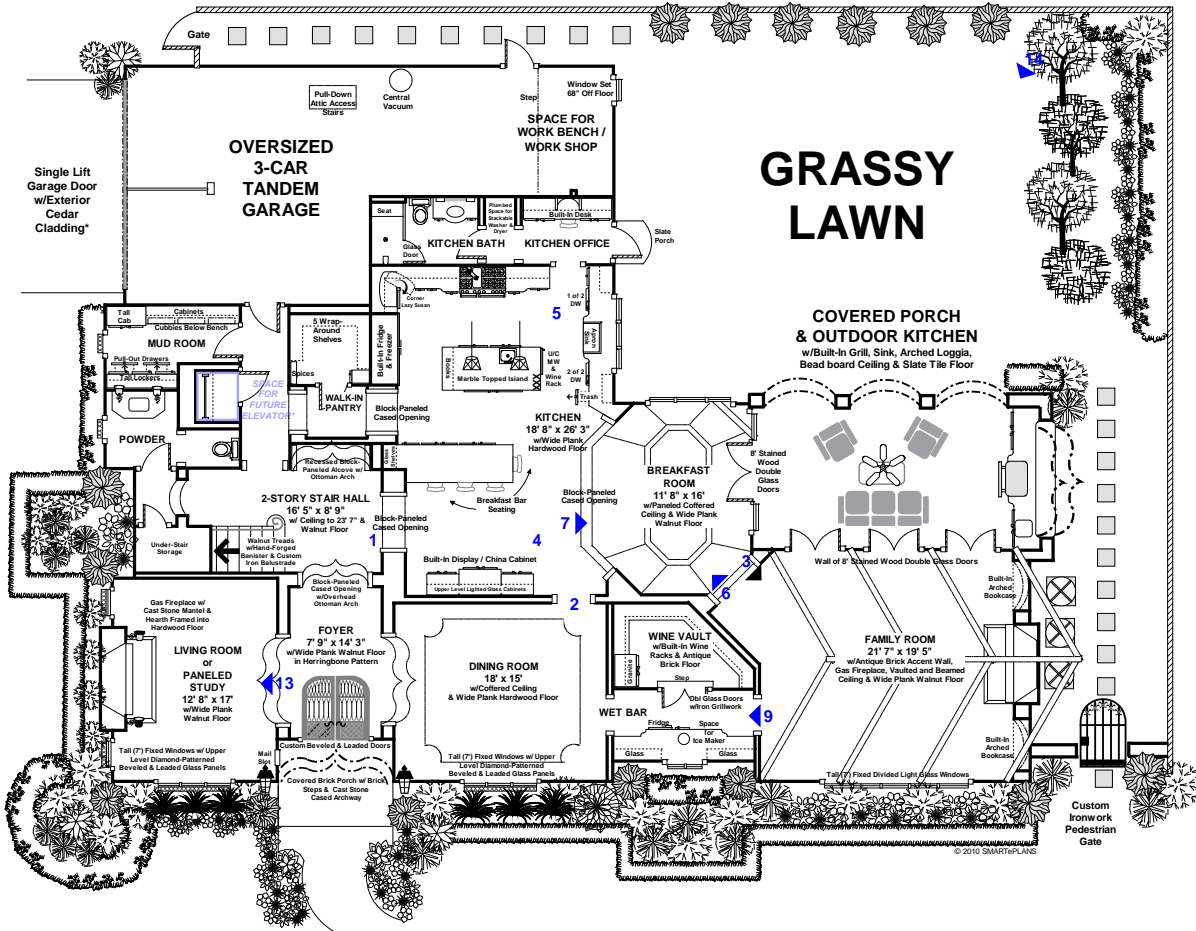 Gate
Pull-Down
Attic Access
Stairs
Central
Vacuum
Step
Window Set
68" Off Floor
SPACE FOR
WORK BENCH /
WORK SHOP
OVERSIZED
3-CAR
TANDEM
GARAGE
Single Lift
Garage Door
w/Exterior
Cedar
Cladding*
14
GRASSY
LAWN
Seat
Glass
Door
KITCHEN BATH
Plumbed
Space for
Stackable
Washer &
Dryer
Built-In Desk
KITCHEN OFFICE
Slate
Porch
Corner
Lazy Susan
1 of 2
DW
5
Apron
Sink
2 of 2
DW
U/C
MW &
Wine
Rack
Trash
Books
Marble Topped Island
Tall
Cab
Cabinets
Cubbies Below Bench
MUD ROOM
Pull-Out Drawers
Tall Lockers
5 Wrap-
Around
Shelves
Spices
Built-In Fridge
& Freezer
WALK-IN
PANTRY
SPACE
FOR
FUTURE
ELEVATOR*
Block-Paneled
Cased Opening
COVERED PORCH
& OUTDOOR KITCHEN
w/Built-In Grill, Sink, Arched Loggia,
Bead board Ceiling & Slate Tile Floor
KITCHEN
18' 8" x 26' 3"
w/Wide Plank
Hardwood Floor
POWDER
Recessed Block-
Paneled Alcove w/
Ottoman Arch
Glass
Shelves
Breakfast Bar
Seating
BREAKFAST
ROOM
11' 8" x 16'
w/Paneled Coffered
Ceiling & Wide Plank
Walnut Floor
8' Stained
Wood
Double
Glass
Doors
Block-Paneled
Cased Opening
7
2-STORY STAIR HALL
16' 5" x 8' 9"
w/ Ceiling to 23' 7" &
Walnut Floor
Block-Paneled
Cased Opening
1
4
Under-Stair
Storage
Walnut Treads
w/Hand-Forged
Banister & Custom
Iron Balustrade
Built-In Display / China Cabinet
Upper Level Lighted Glass Cabinets
3
6
2
Wall of 8' Stained Wood Double Glass Doors
Built-In
Arched
Bookcase
Block-Paneled
Cased Opening
w/Overhead
Ottoman Arch
Gas Fireplace w/
Cast Stone Mantel &
Hearth Framed into
Hardwood Floor
LIVING ROOM
or
PANELED
STUDY
12' 8" x 17'
w/Wide Plank
Walnut Floor
FOYER
7' 9" x 14' 3"
w/Wide Plank Walnut Floor
in Herringbone Pattern
13
DINING ROOM
18' x 15'
w/Coffered Ceiling
& Wide Plank Hardwood Floor
WINE VAULT
w/Built-In Wine
Racks & Antique
Brick Floor
Granite
Step
Dbl Glass Doors
w/Iron Grillwork
WET BAR
9
Fridge
Space
for
Ice Maker
Glass
Glass
FAMILY ROOM
21' 7" x 19' 5"
w/Antique Brick Accent Wall,
Gas Fireplace, Vaulted and Beamed
Ceiling & Wide Plank Walnut Floor
Built-In
Arched
Bookcase
Tall (7') Fixed Windows w/ Upper
Level Diamond-Patterned
Beveled & Leaded Glass Panels
Mail
Slot
Custom Beveled & Leaded Doors
Covered Brick Porch w/ Brick
Steps & Cast Stone
Cased Archway
Tall (7') Fixed Windows w/ Upper
Level Diamond-Patterned
Beveled & Leaded Glass Panels
Tall (7') Fixed Divided Light Glass Windows
Custom
Ironwork
Pedestrian
Gate
© 2010 SMARTePLANS